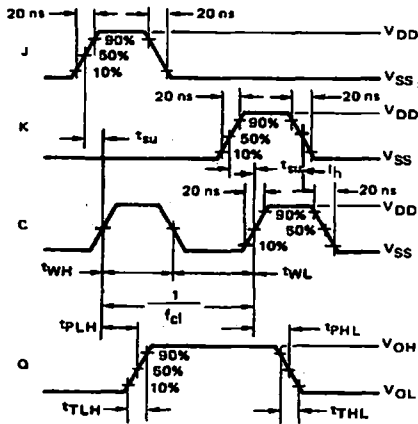 20 ns 20 ns
J 90% 50% 10% VDD VSS
tsu
20 ns 20 ns
K 90% 50% 10% VDD VSS
tsu th
20 ns 20 ns
C 90% 50% 10% VDD VSS
tWH tWL
1
fcl
tPLH tPHL
Q 90% 50% 10% VOH VOL
tTLH tTHL